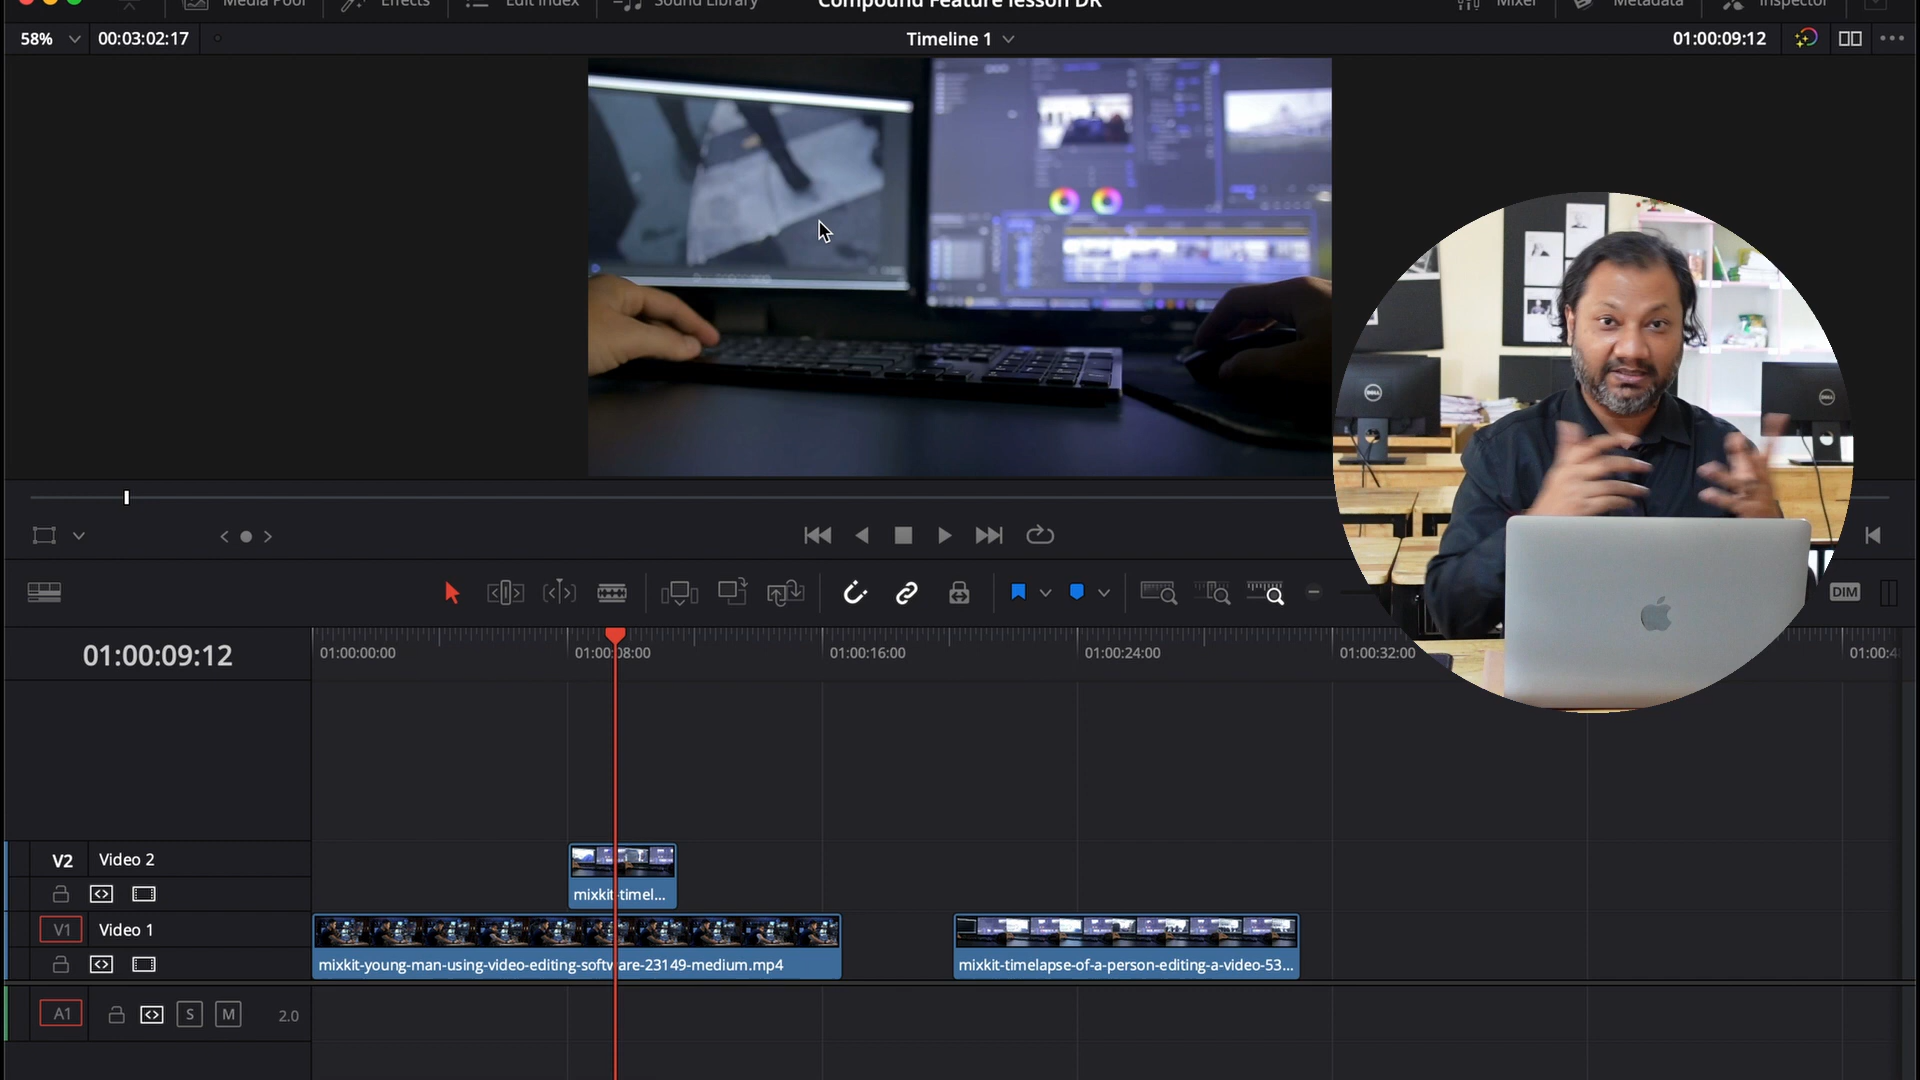 Media Pool
Effects
Edit Index
Sound Library
Compound Feature lesson DR
Mixer
Metadata
Inspector
58%
00:03:02:17
Timeline 1
01:00:09:12
DELL
DELL
DIM
01:00:09:12
01:00:00:00
01:00:08:00
01:00:16:00
01:00:24:00
01:00:32:00
01:00:4
V2
Video 2
mixkit-timel...
V1
Video 1
mixkit-young-man-using-video-editing-software-23149-medium.mp4
mixkit-timelapse-of-a-person-editing-a-video-53...
A1
S
M
2.0